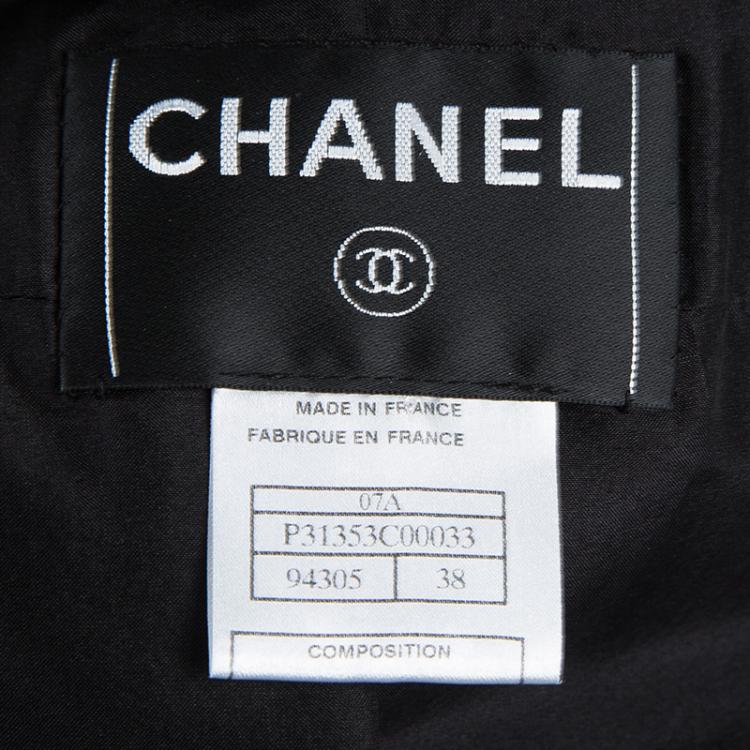 CHANEL
MADE IN FRANCE
FABRIQUE EN FRANCE
07A
P31353C00033
94305 38
COMPOSITION